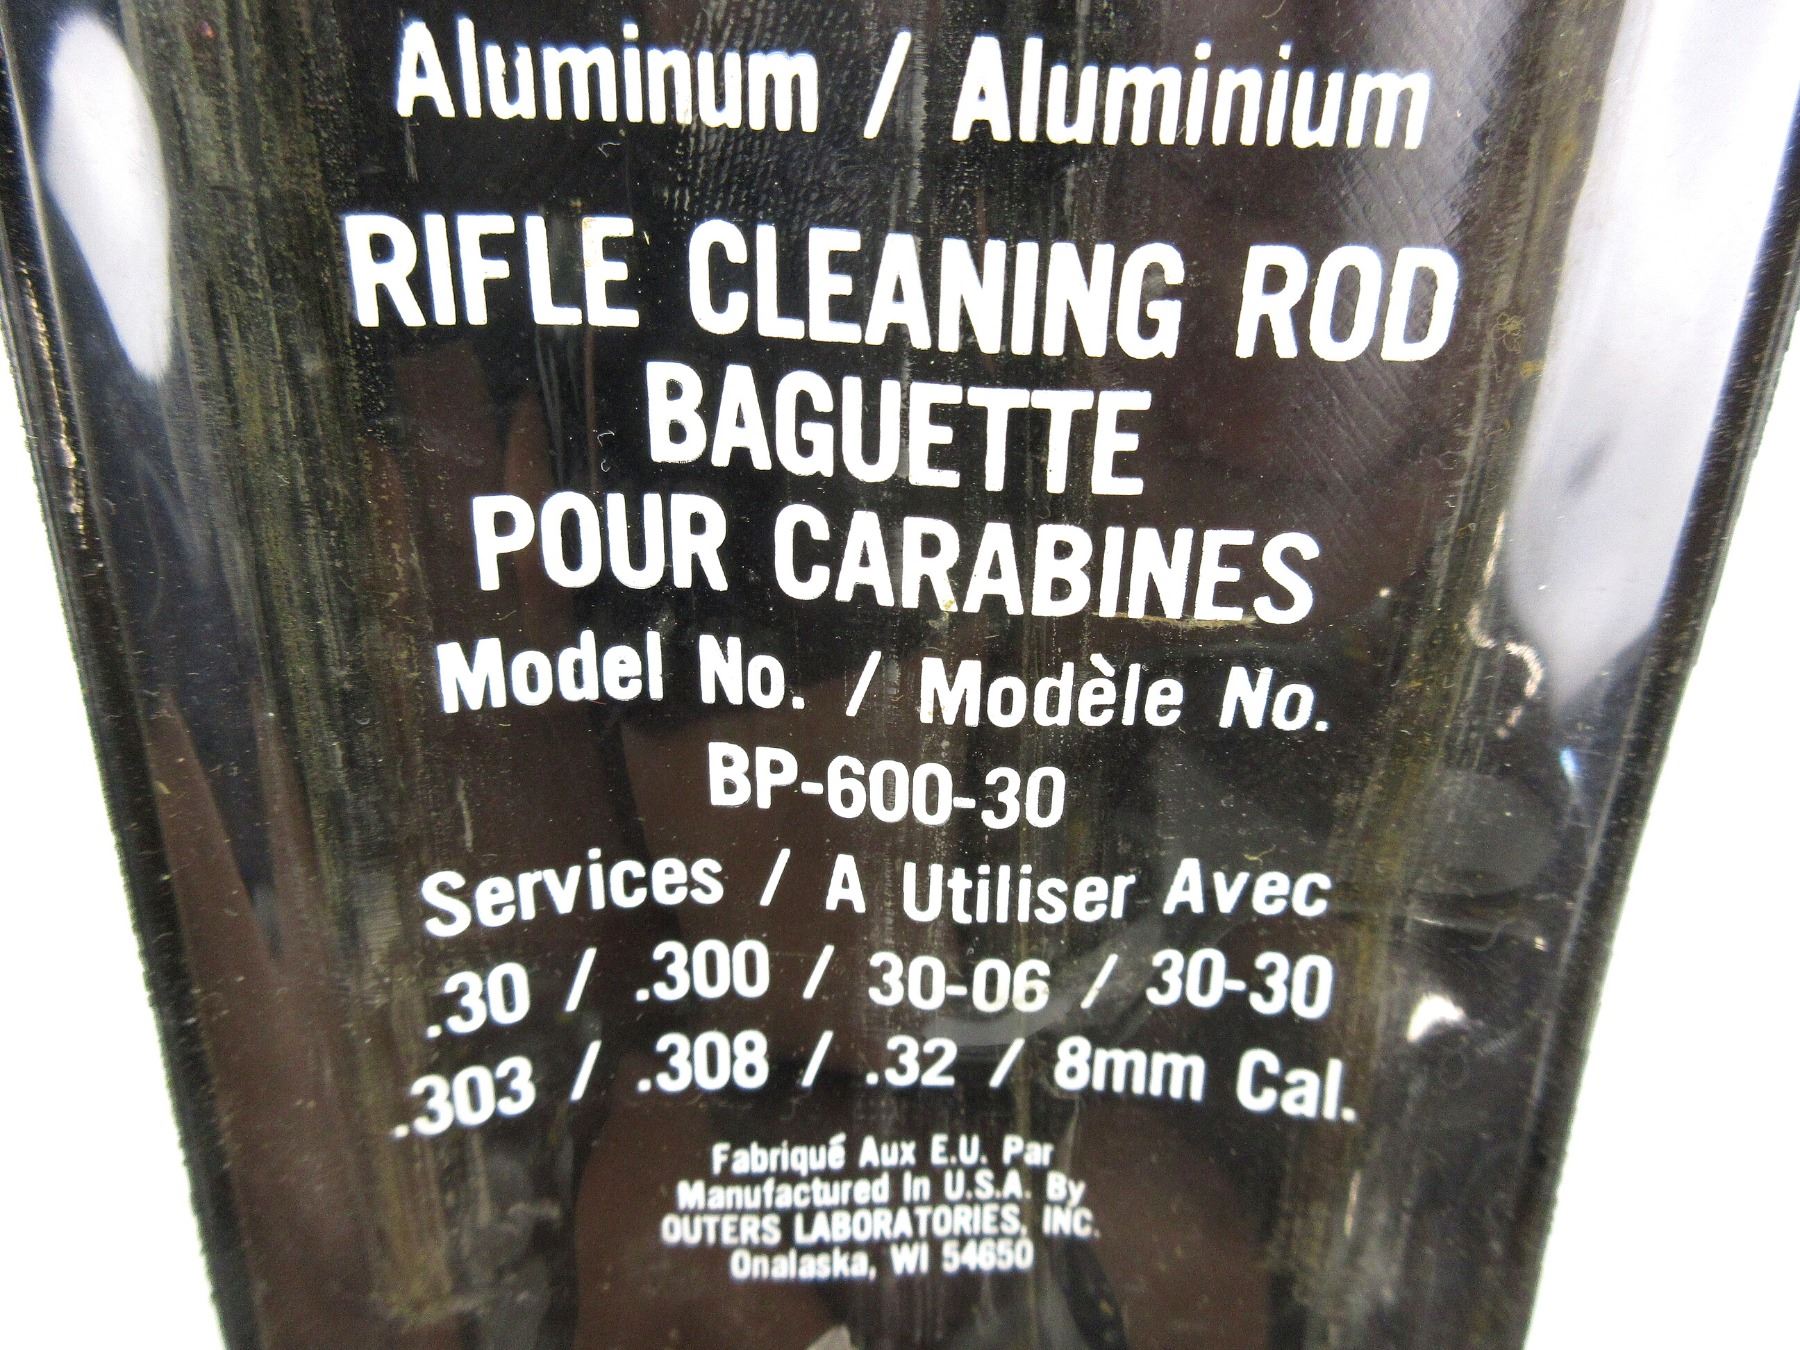 Aluminum / Aluminium
RIFLE CLEANING ROD
BAGUETTE
POUR CARABINES
Model No. / Modèle No.
BP-600-30
Services / A Utiliser Avec
.30 / .300 / 30-06 / 30-30
.303 / .308 / .32 / 8mm Cal.
Fabriqué Aux E.U. Par
Manufactured In U.S.A. By
OUTERS LABORATORIES, INC.
Onalaska, WI 54650